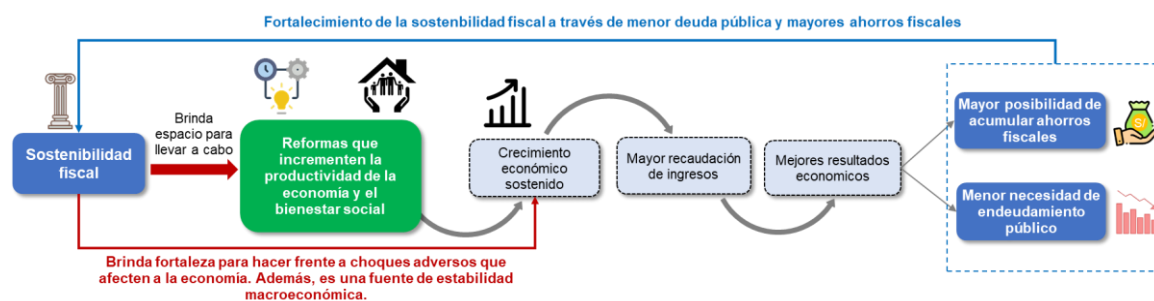 Fortalecimiento de la sostenbilidad fiscal a través de menor deuda pública y mayores ahorros fiscales
Brinda
espacio para
llevar a cabo
Sostenibilidad
fiscal
Reformas que
incrementen la
productividad de la
economía y el
bienestar social
Crecimiento
económico
sostenido
Mayor recaudación
de ingresos
Mejores resultados
economicos
Mayor posibilidad de
acumular ahorros
fiscales
S/
Menor necesidad de
endeudamiento
público
Brinda fortaleza para hacer frente a choques adversos que
afecten a la economía. Además, es una fuente de estabilidad
macroeconómica.